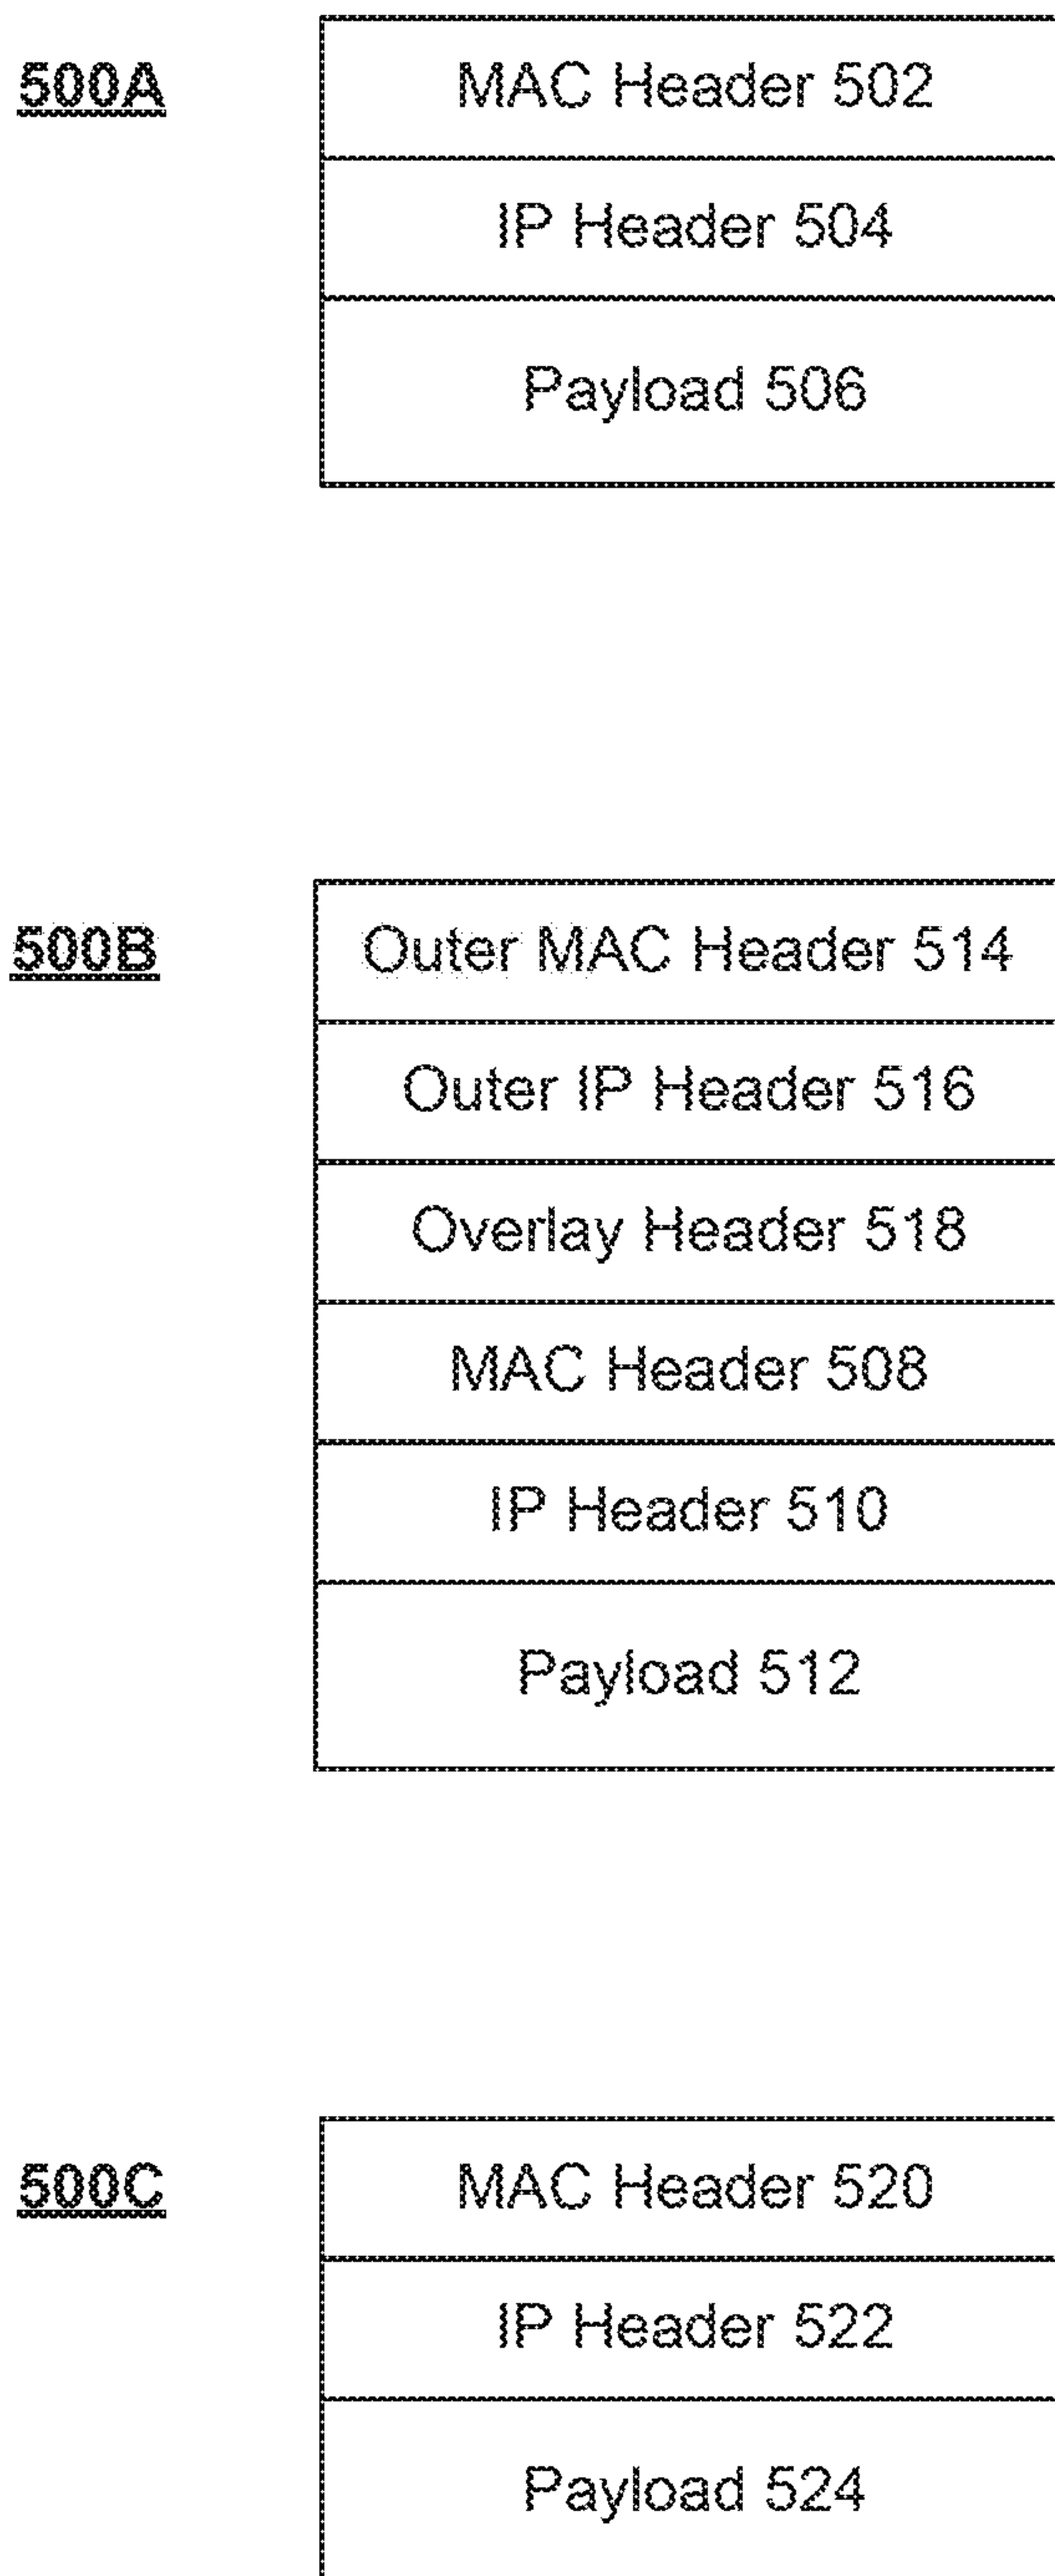 500A
MAC Header 502
IP Header 504
Payload 506
500B
Outer MAC Header 514
Outer IP Header 516
Overlay Header 518
MAC Header 508
IP Header 510
Payload 512
500C
MAC Header 520
IP Header 522
Payload 524